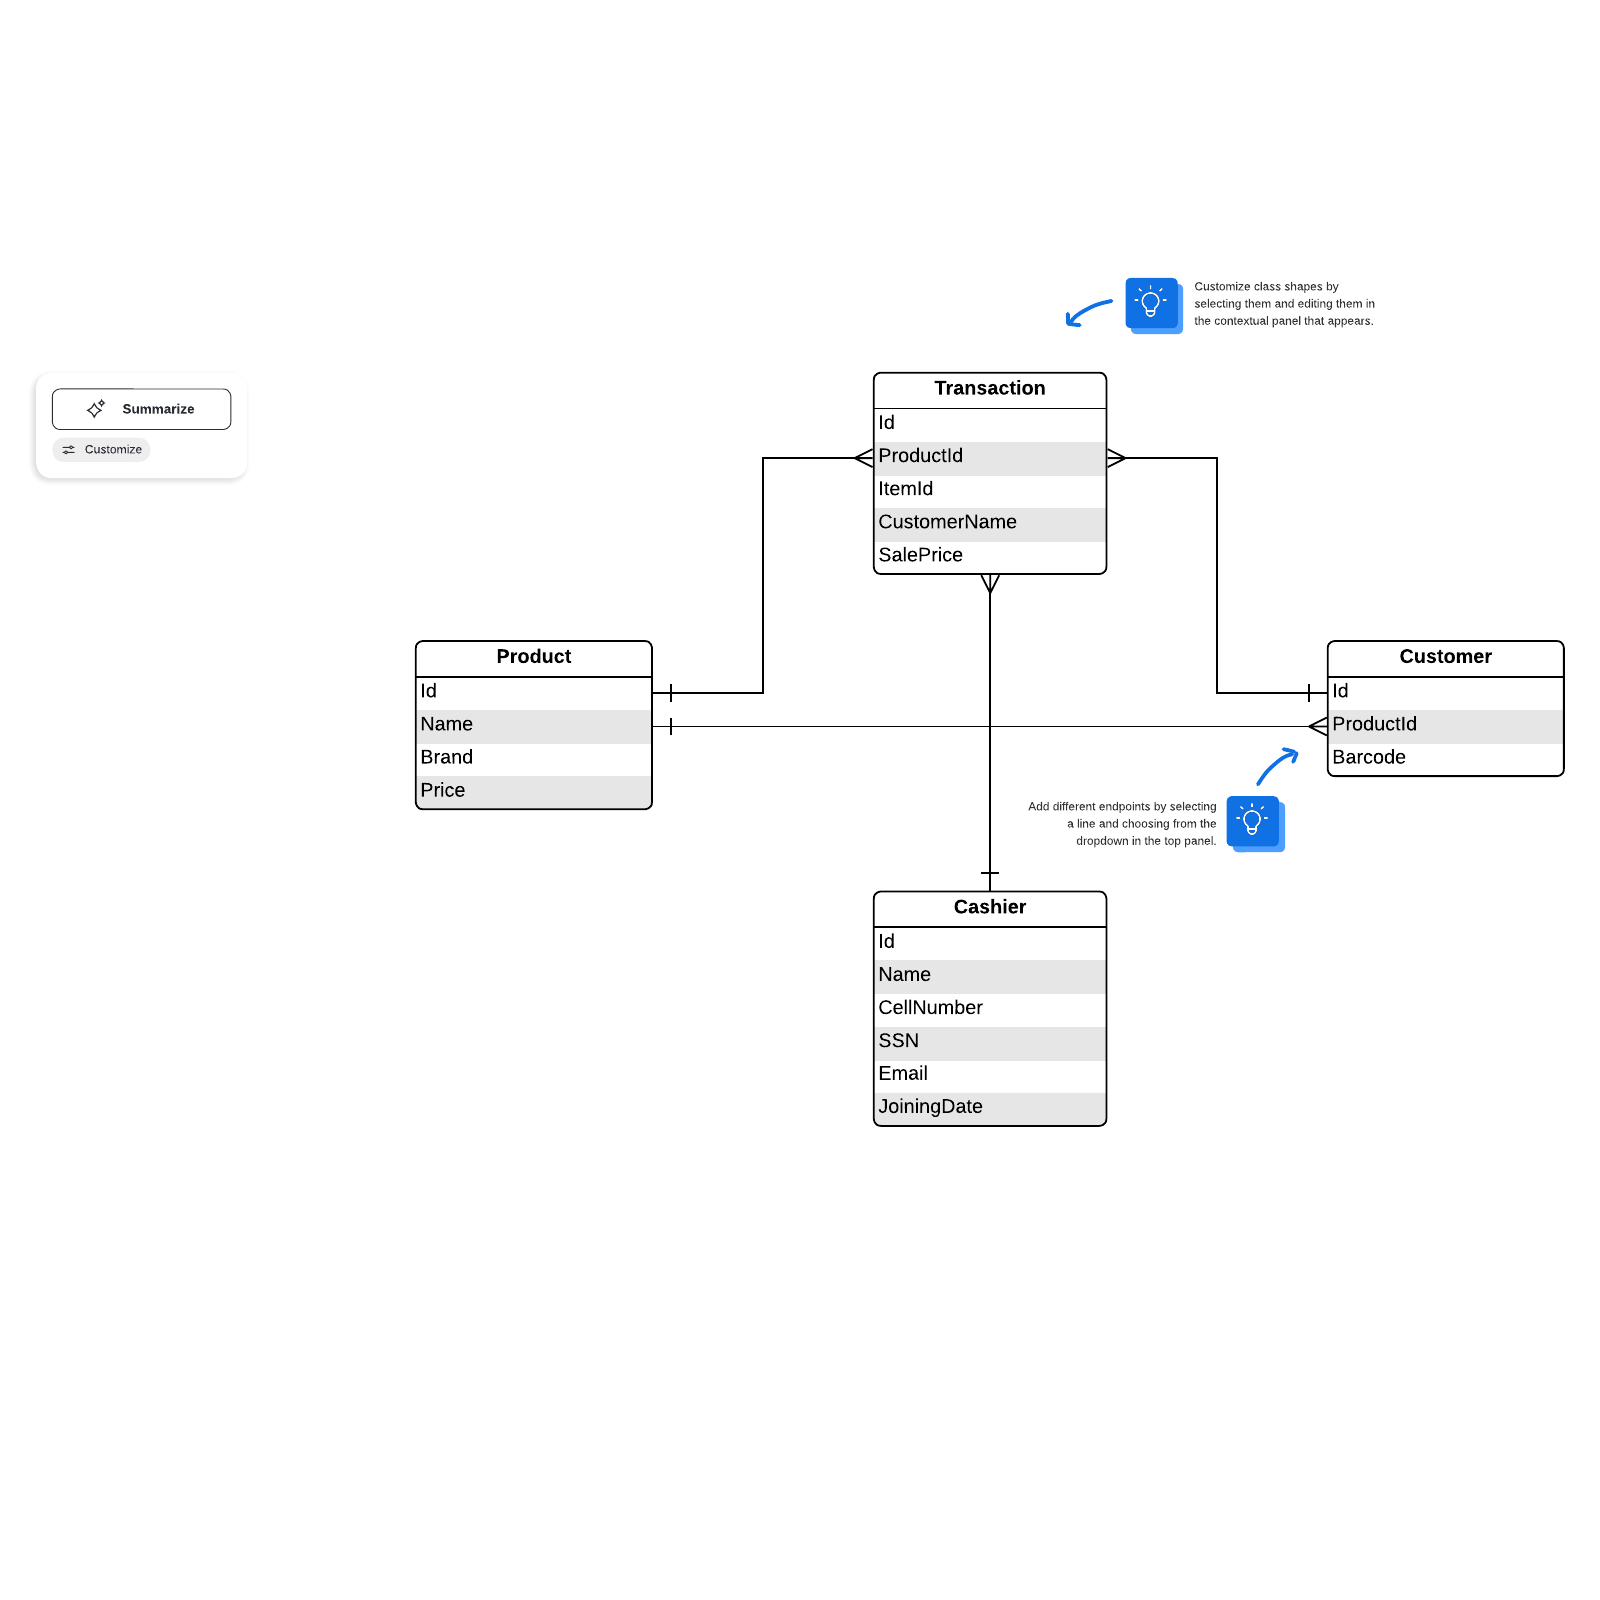 Customize class shapes by
selecting them and editing them in
the contextual panel that appears.
Summarize
Customize
Transaction
Id
ProductId
ItemId
CustomerName
SalePrice
Product
Id
Name
Brand
Price
Customer
Id
ProductId
Barcode
Add different endpoints by selecting
a line and choosing from the
dropdown in the top panel.
Cashier
Id
Name
CellNumber
SSN
Email
JoiningDate